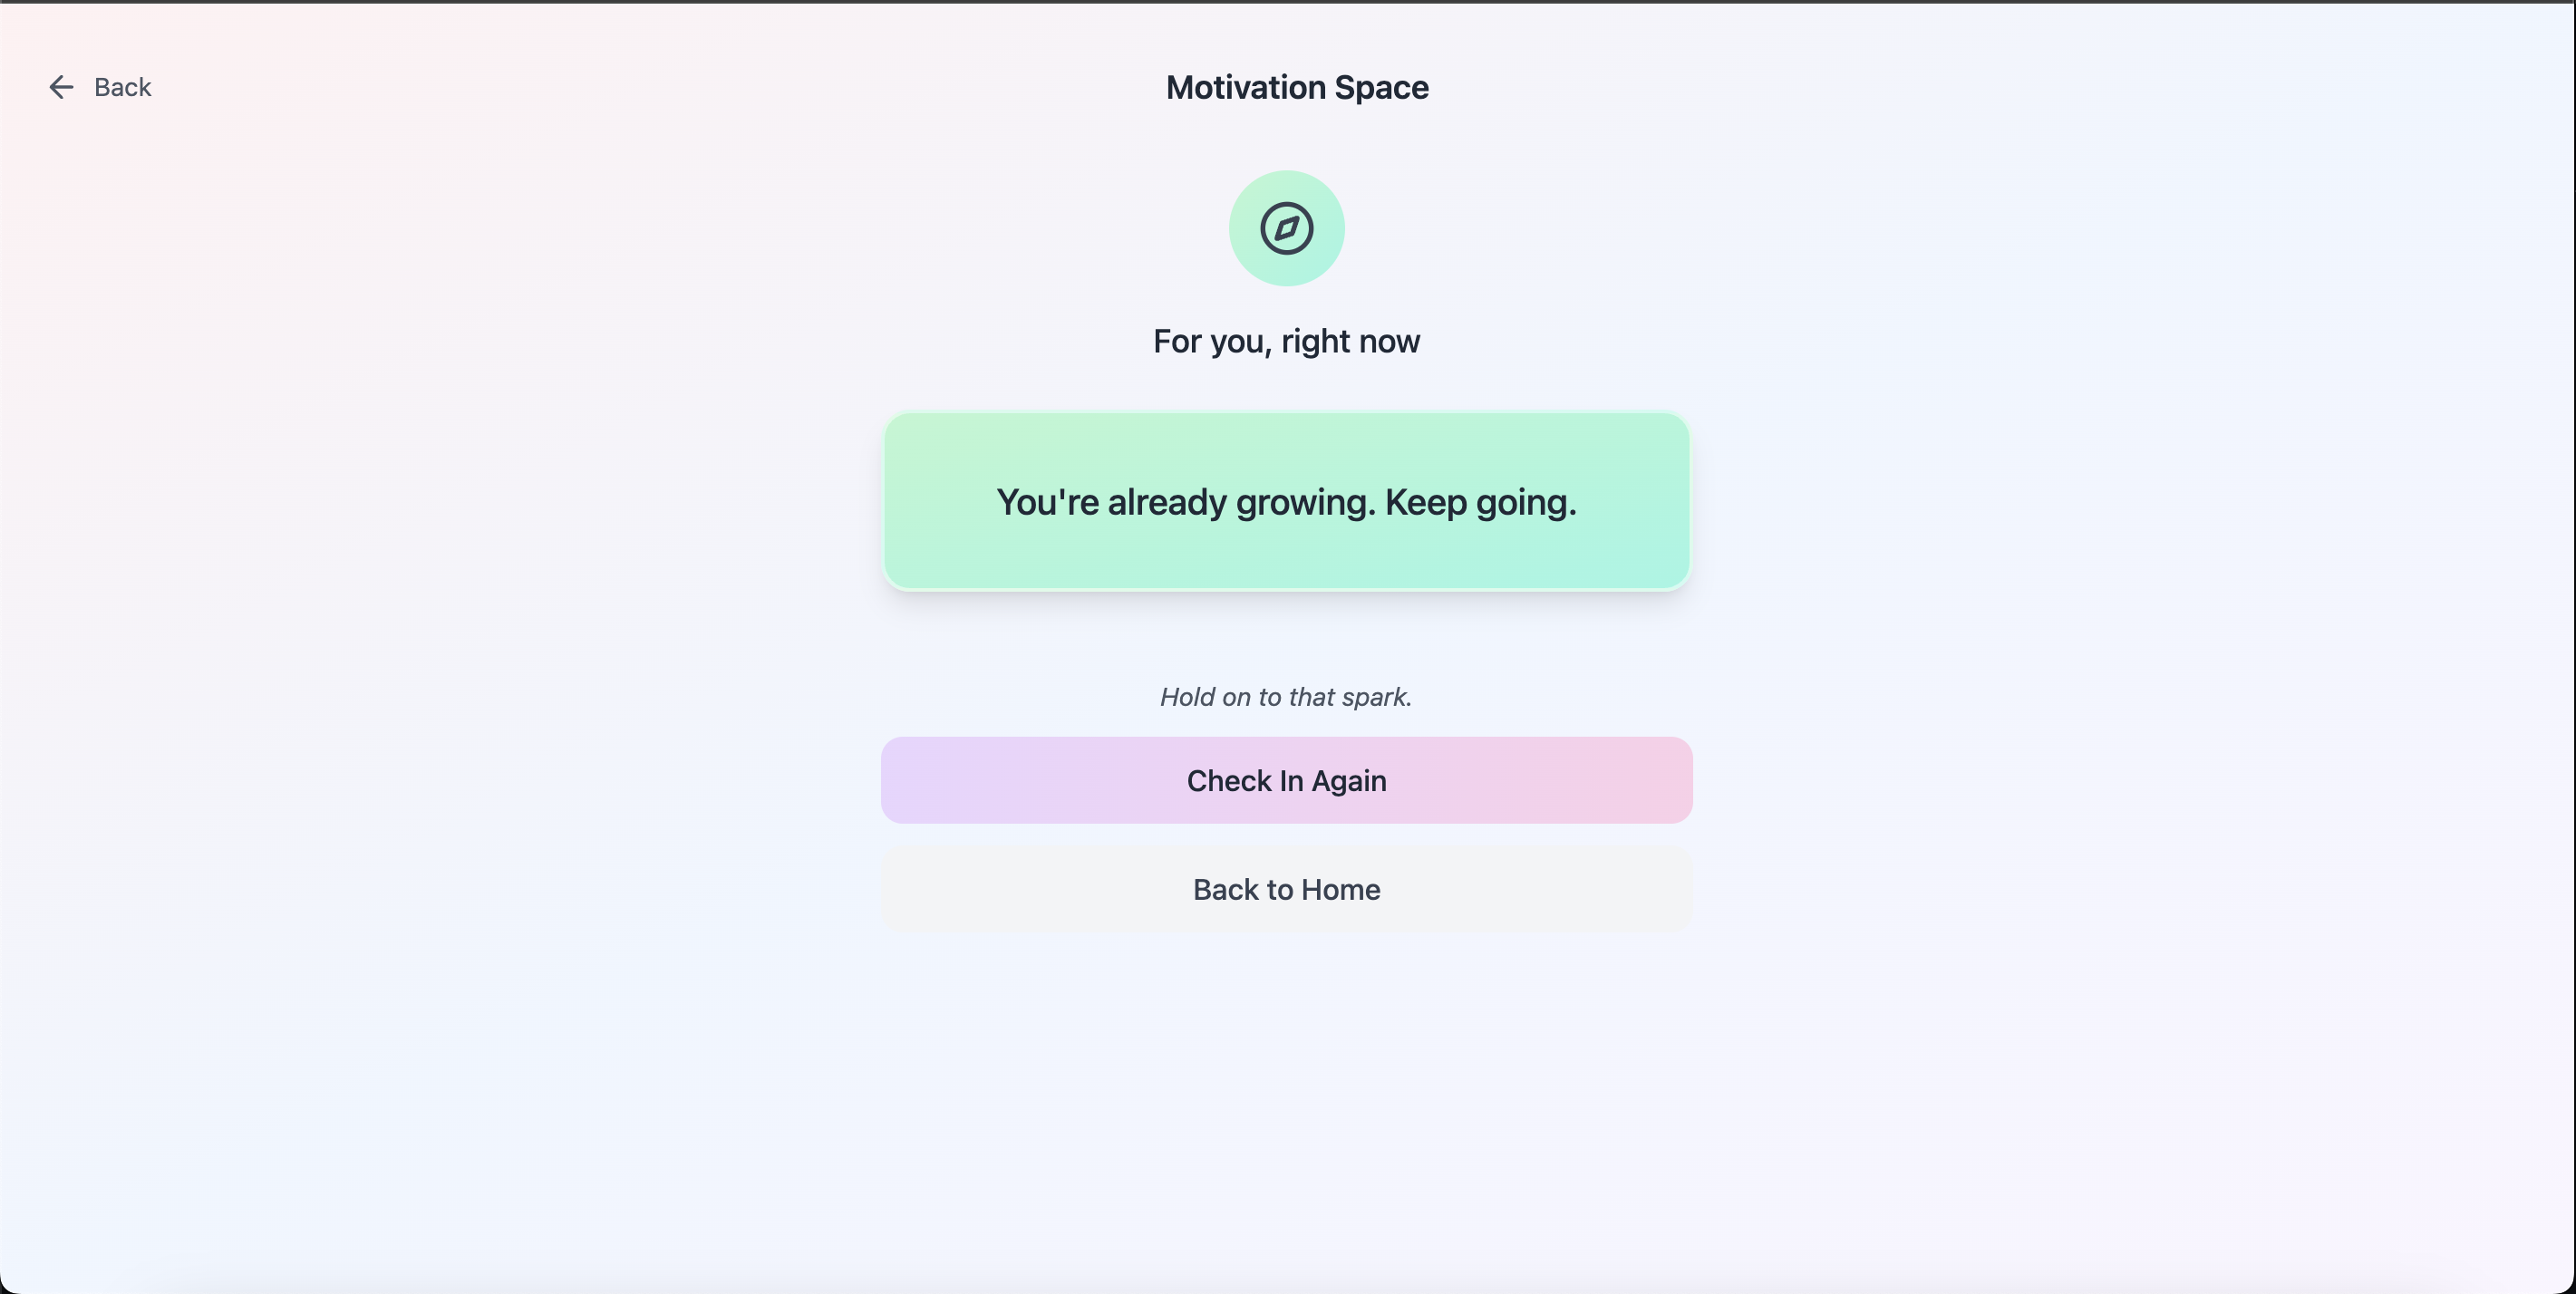 Back
Motivation Space
For you, right now
You're already growing. Keep going.
Hold on to that spark.
Check In Again
Back to Home